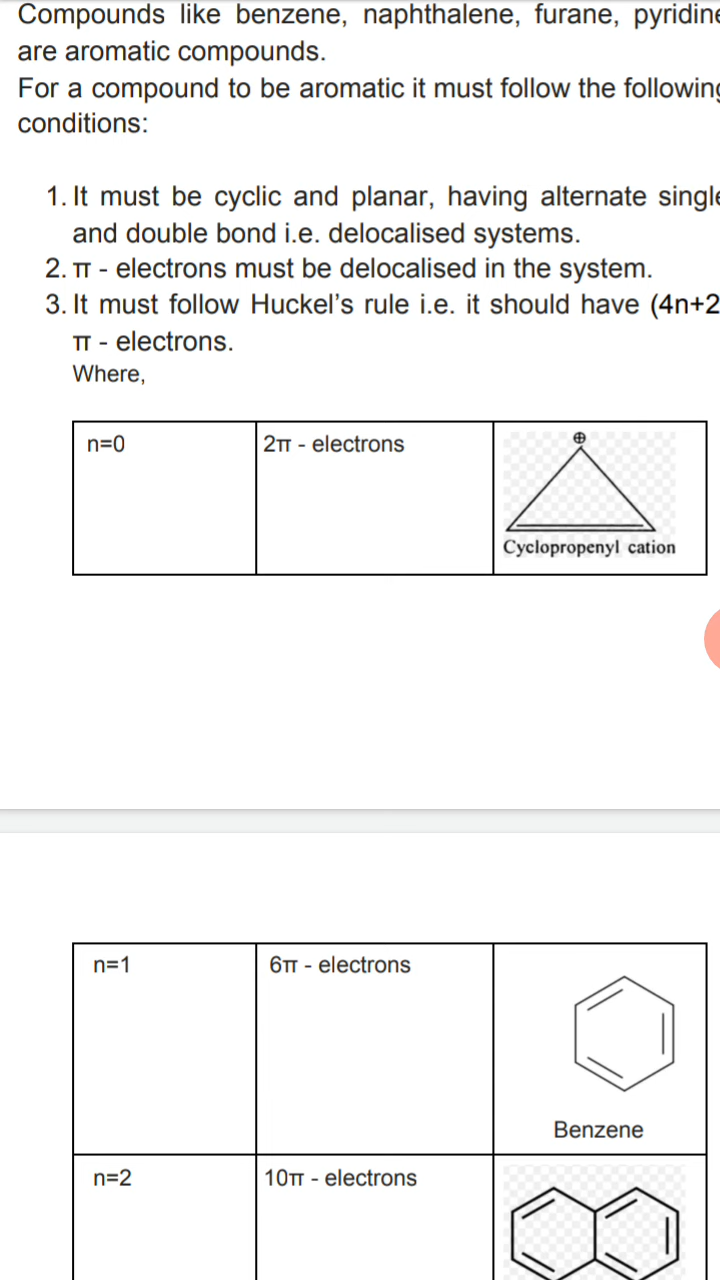 Compounds like benzene, naphthalene, furane, pyridine
are aromatic compounds.
For a compound to be aromatic it must follow the following
conditions:
1. It must be cyclic and planar, having alternate single
and double bond i.e. delocalised systems.
2. π - electrons must be delocalised in the system.
3. It must follow Huckel's rule i.e. it should have (4n+2
π - electrons.
Where,
n=0 2π - electrons ⊕
Cyclopropenyl cation
n=1 6π - electrons
Benzene
n=2 10π - electrons